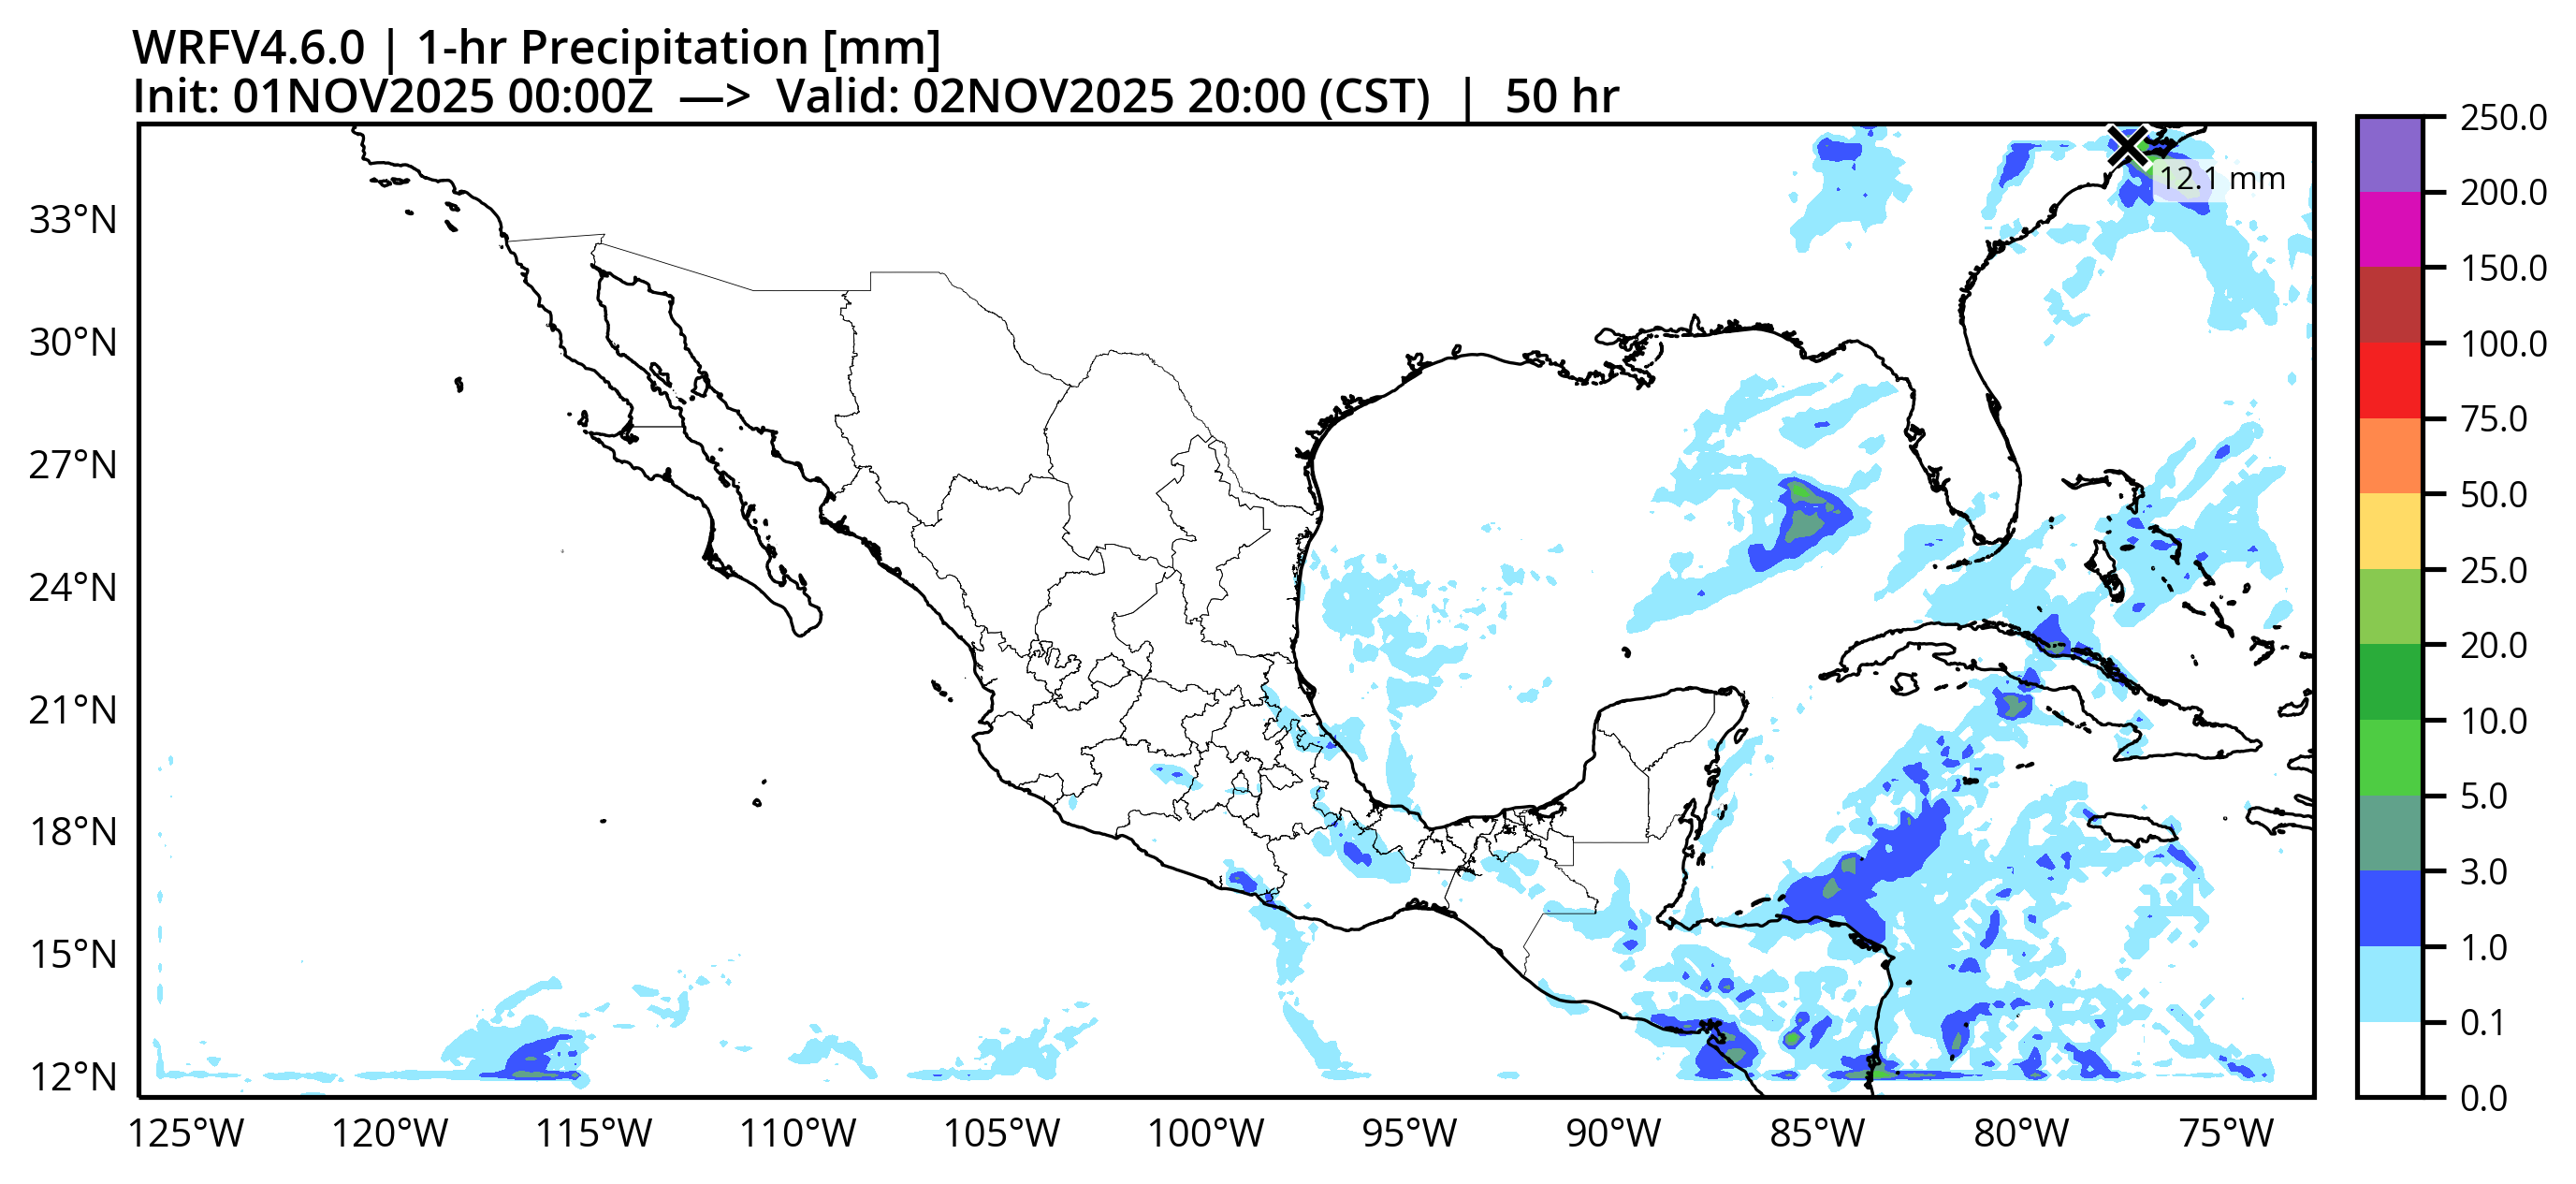 WRFV4.6.0 | 1-hr Precipitation [mm]
Init: 01NOV2025 00:00Z —> Valid: 02NOV2025 20:00 (CST) | 50 hr
12.1 mm
33°N
30°N
27°N
24°N
21°N
18°N
15°N
12°N
125°W 120°W 115°W 110°W 105°W 100°W 95°W 90°W 85°W 80°W 75°W
250.0
200.0
150.0
100.0
75.0
50.0
25.0
20.0
10.0
5.0
3.0
1.0
0.1
0.0